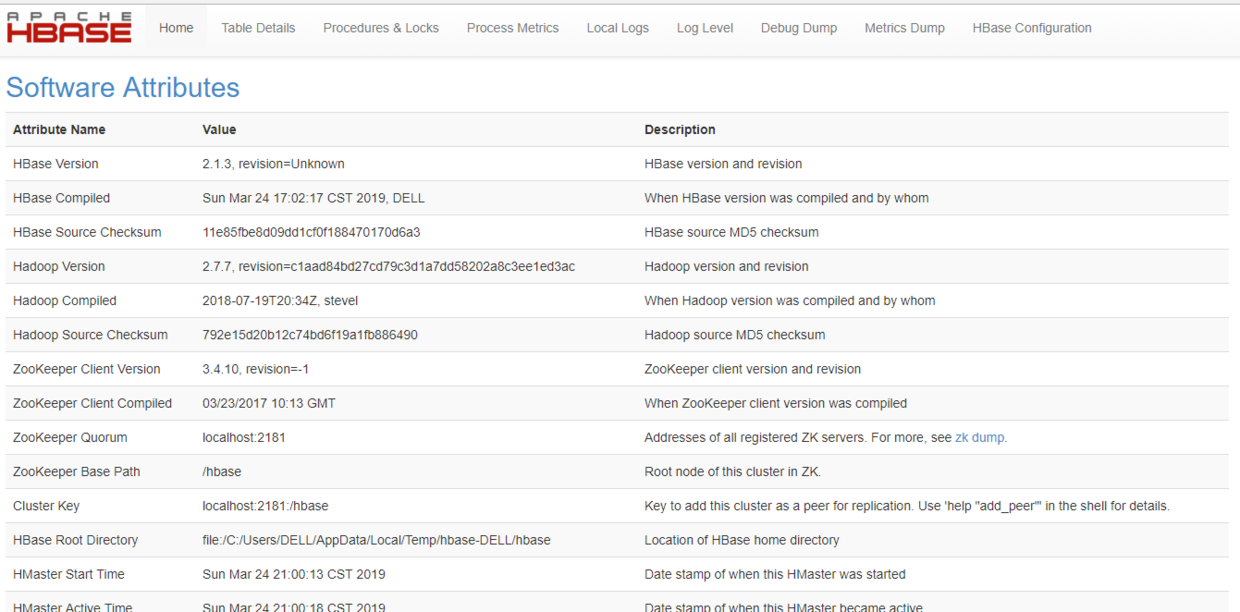 APACHE
HBASE
Home Table Details Procedures & Locks Process Metrics Local Logs Log Level Debug Dump Metrics Dump HBase Configuration
Software Attributes
Attribute Name Value Description
HBase Version 2.1.3, revision=Unknown HBase version and revision
HBase Compiled Sun Mar 24 17:02:17 CST 2019, DELL When HBase version was compiled and by whom
HBase Source Checksum 11e85fbe8d09dd1cf0f188470170d6a3 HBase source MD5 checksum
Hadoop Version 2.7.7, revision=c1aad84bd27cd79c3d1a7dd58202a8c3ee1ed3ac Hadoop version and revision
Hadoop Compiled 2018-07-19T20:34Z, stevel When Hadoop version was compiled and by whom
Hadoop Source Checksum 792e15d20b12c74bd6f19a1fb886490 Hadoop source MD5 checksum
ZooKeeper Client Version 3.4.10, revision=-1 ZooKeeper client version and revision
ZooKeeper Client Compiled 03/23/2017 10:13 GMT When ZooKeeper client version was compiled
ZooKeeper Quorum localhost:2181 Addresses of all registered ZK servers. For more, see zk dump.
ZooKeeper Base Path /hbase Root node of this cluster in ZK.
Cluster Key localhost:2181:/hbase Key to add this cluster as a peer for replication. Use 'help "add_peer"' in the shell for details.
HBase Root Directory file:/C:/Users/DELL/AppData/Local/Temp/hbase-DELL/hbase Location of HBase home directory
HMaster Start Time Sun Mar 24 21:00:13 CST 2019 Date stamp of when this HMaster was started
HMaster Active Time Sun Mar 24 21:00:18 CST 2019 Date stamp of when this HMaster became active